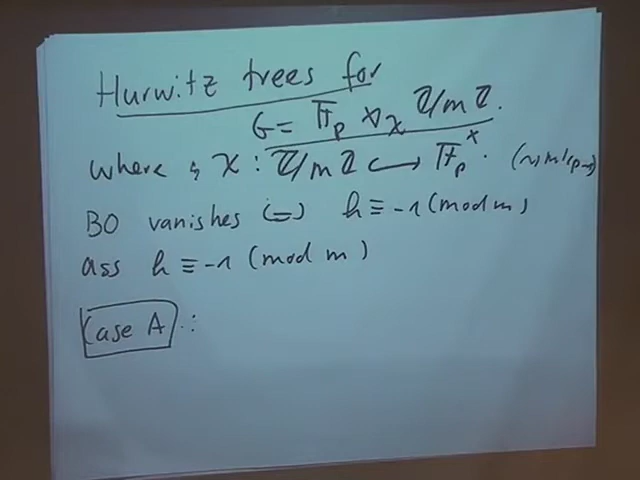 Hurwitz trees for
G = 𝔽_p ⋊_χ ℤ/mℤ.
where χ : ℤ/mℤ ↪ 𝔽_p^×. (⇝ m|(p-1))
BO vanishes (=) h ≡ -1 (mod m)
ass h ≡ -1 (mod m)
Case A :